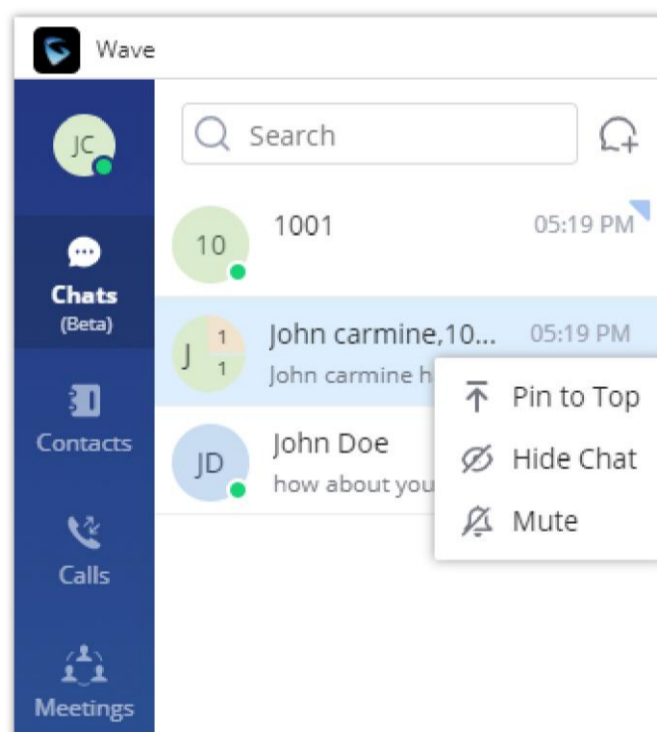 Wave
JC
Search
Chats
(Beta)
Contacts
Calls
Meetings
10
1001
05:19 PM
J
1
1
John carmine,10...
05:19 PM
John carmine h
JD
John Doe
how about you
Pin to Top
Hide Chat
Mute